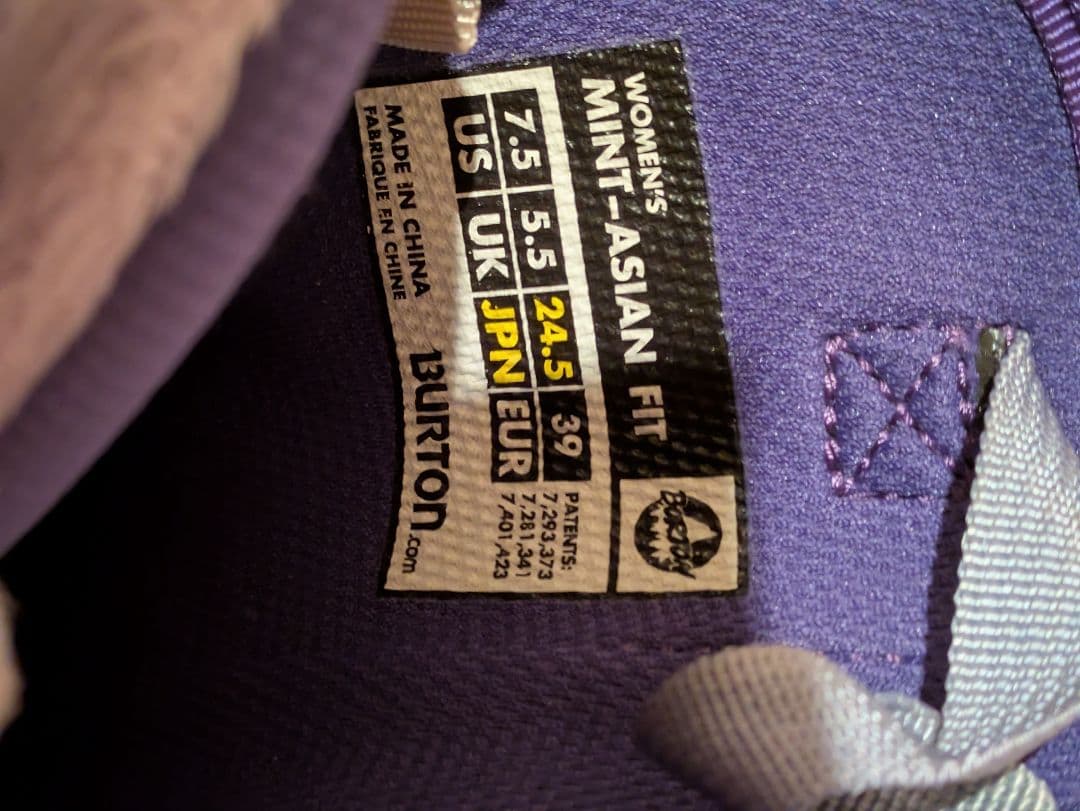 WOMEN'S
MINT-ASIAN FIT
BURTON
7.5 5.5 24.5 39
US UK JPN EUR
PATENTS:
7,293,373
7,281,341
7,401,423
MADE IN CHINA
FABRIQUE EN CHINE
BURTON.com